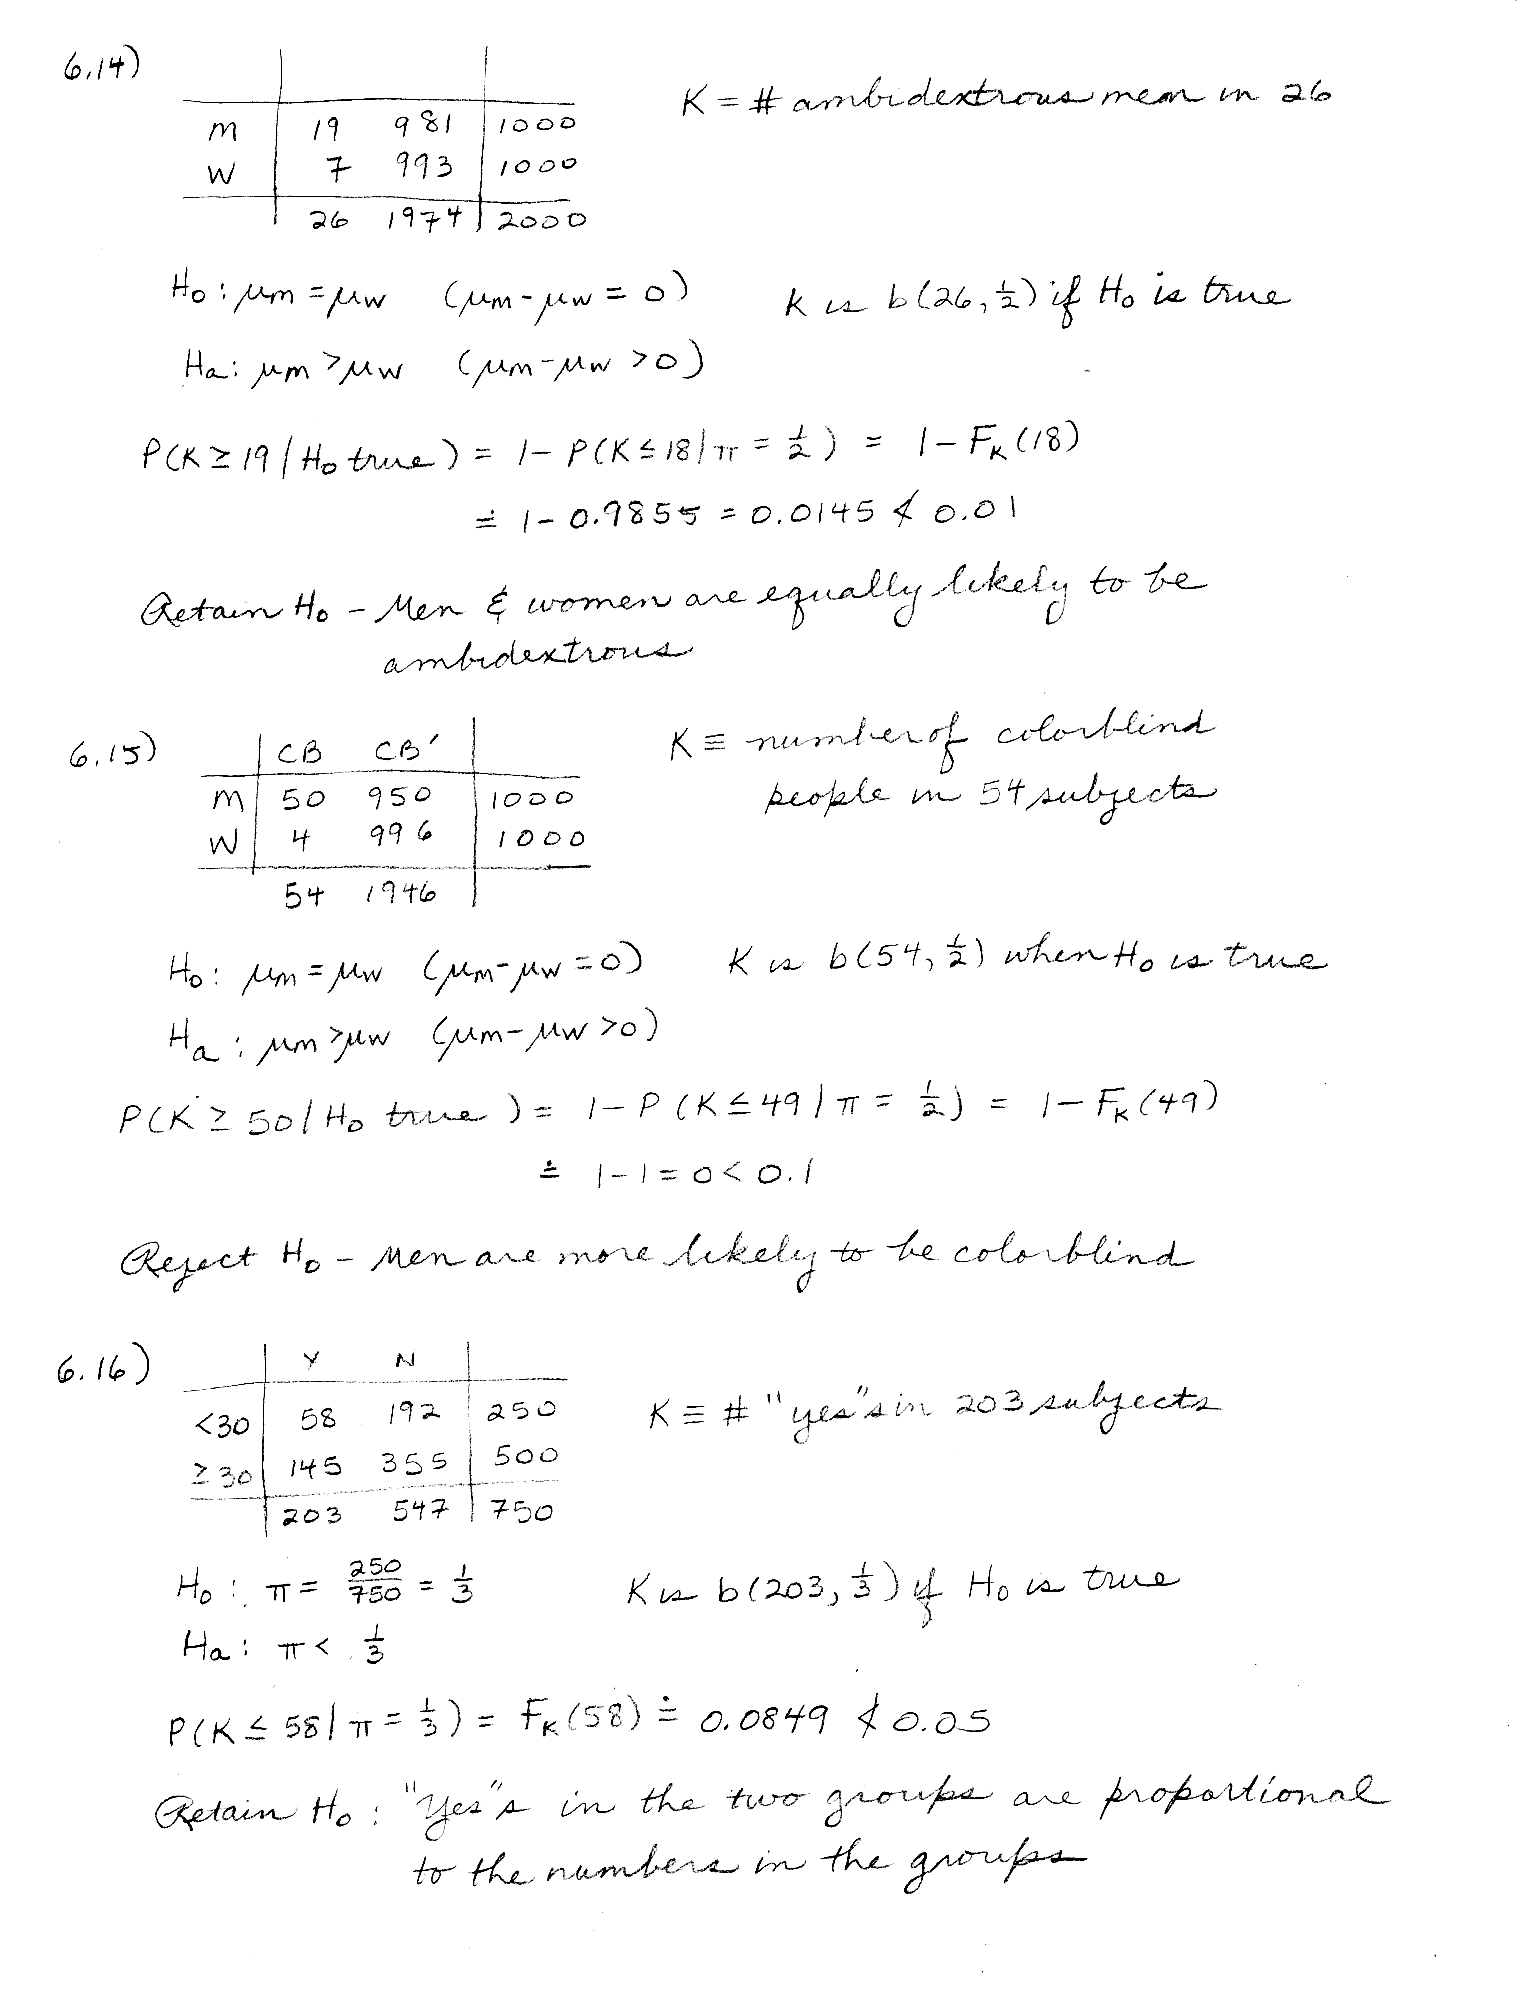 6.14)
K = # ambidextrous men in 26
M 19 981 1000
W 7 993 1000
26 1974 2000
H₀: μm = μw (μm - μw = 0) K is b(26, 1/2) if H₀ is true
Ha: μm > μw (μm - μw > 0)
P(K ≥ 19 | H₀ true) = 1 - P(K ≤ 18 | π = 1/2) = 1 - F_K(18)
≐ 1 - 0.9855 = 0.0145 ≮ 0.01
Retain H₀ - Men & women are equally likely to be
ambidextrous
6.15) CB CB' K ≡ number of colorblind
M 50 950 1000 people in 54 subjects
W 4 996 1000
54 1946
H₀: μm = μw (μm - μw = 0) K is b(54, 1/2) when H₀ is true
Ha: μm > μw (μm - μw > 0)
P(K ≥ 50 | H₀ true) = 1 - P(K ≤ 49 | π = 1/2) = 1 - F_K(49)
≐ 1 - 1 = 0 < 0.1
Reject H₀ - Men are more likely to be colorblind
6.16) Y N
<30 58 192 250 K ≡ # "yes"s in 203 subjects
≥30 145 355 500
203 547 750
H₀: π = 250/750 = 1/3 K is b(203, 1/3) if H₀ is true
Ha: π < 1/3
P(K ≤ 58 | π = 1/3) = F_K(58) ≐ 0.0849 ≮ 0.05
Retain H₀: "Yes"s in the two groups are proportional
to the numbers in the groups